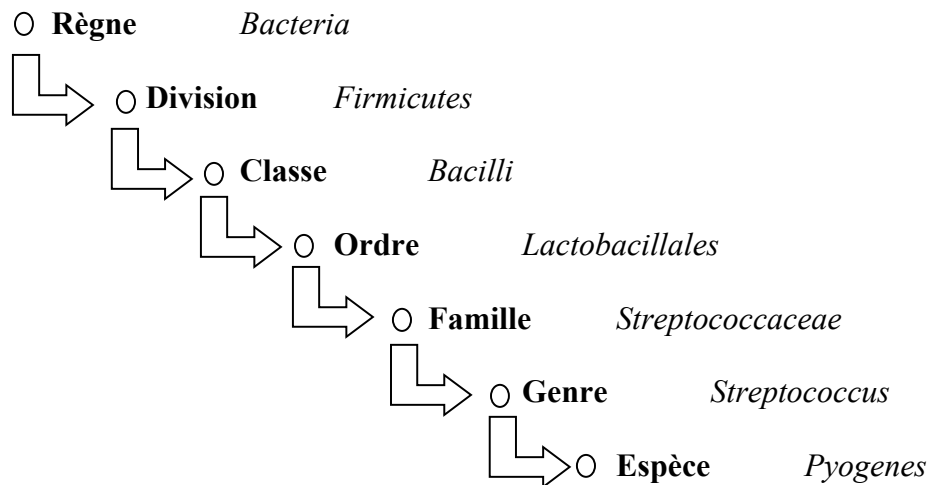 Règne Bacteria
Division Firmicutes
Classe Bacilli
Ordre Lactobacillales
Famille Streptococcaceae
Genre Streptococcus
Espèce Pyogenes